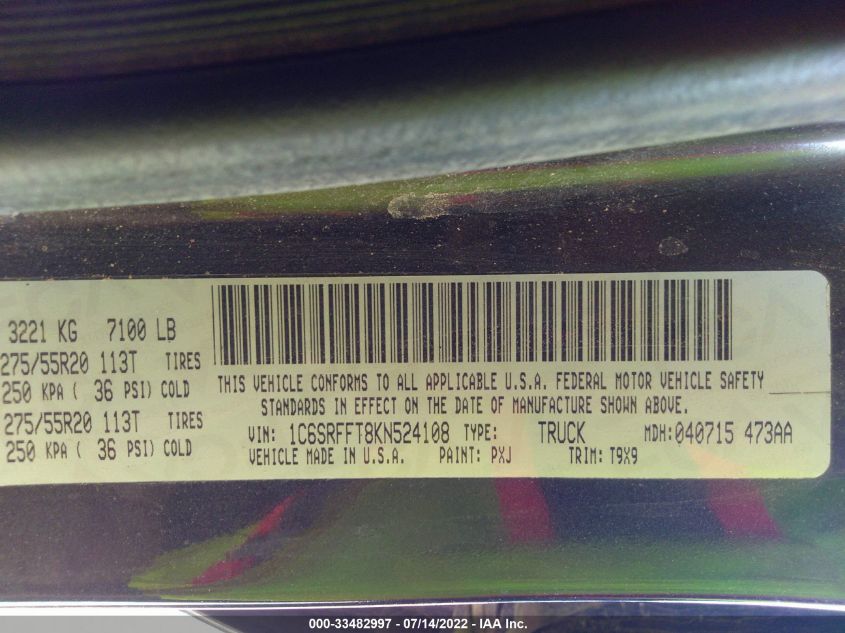 3221 KG 7100 LB
275/55R20 113T TIRES
250 KPA ( 36 PSI) COLD
275/55R20 113T TIRES
250 KPA ( 36 PSI) COLD
THIS VEHICLE CONFORMS TO ALL APPLICABLE U.S.A. FEDERAL MOTOR VEHICLE SAFETY
STANDARDS IN EFFECT ON THE DATE OF MANUFACTURE SHOWN ABOVE.
VIN: 1C6SRFFT8KN524108 TYPE: TRUCK MDH: 040715 473AA
VEHICLE MADE IN U.S.A. PAINT: PXJ TRIM: T9X9
000-33482997 - 07/14/2022 - IAA Inc.